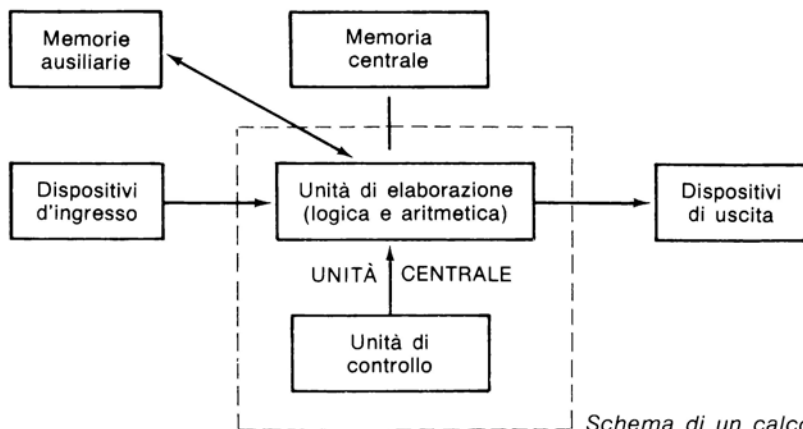 Memorie
ausiliarie
Memoria
centrale
Dispositivi
d'ingresso
Unità di elaborazione
(logica e aritmetica)
Dispositivi
di uscita
UNITÀ CENTRALE
Unità di
controllo
Schema di un